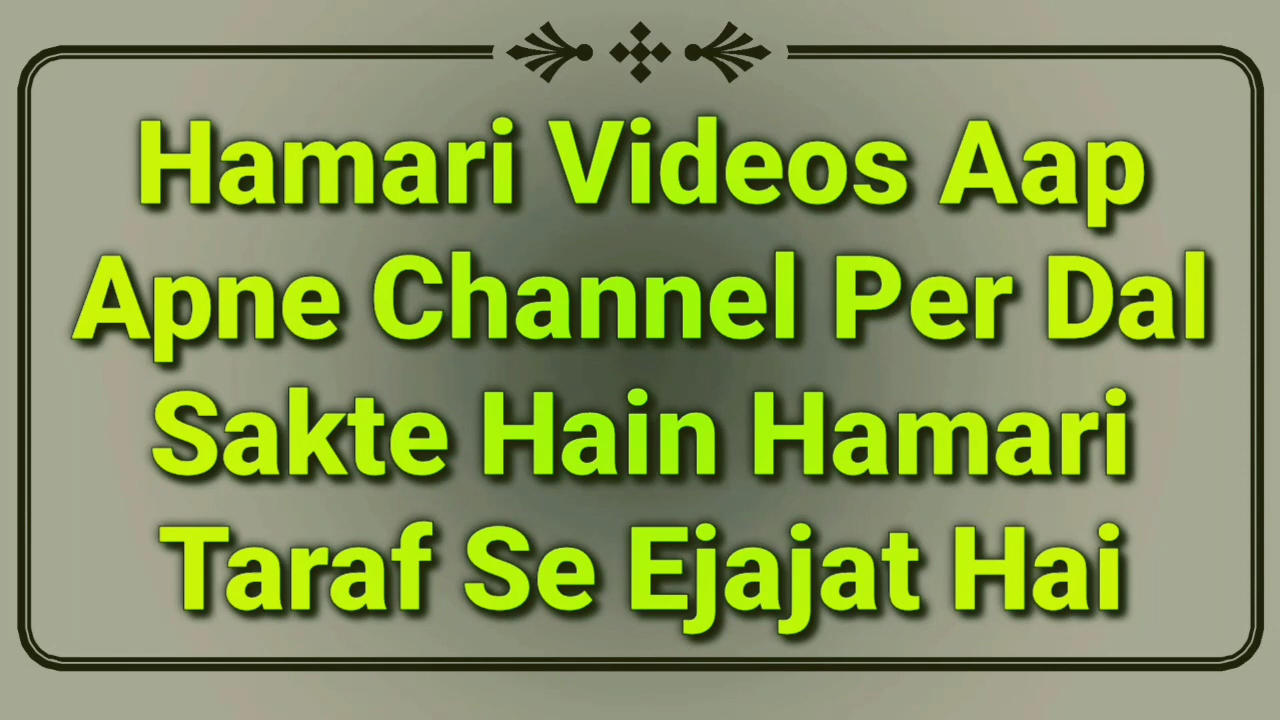 Hamari Videos Aap
Apne Channel Per Dal
Sakte Hain Hamari
Taraf Se Ejajat Hai